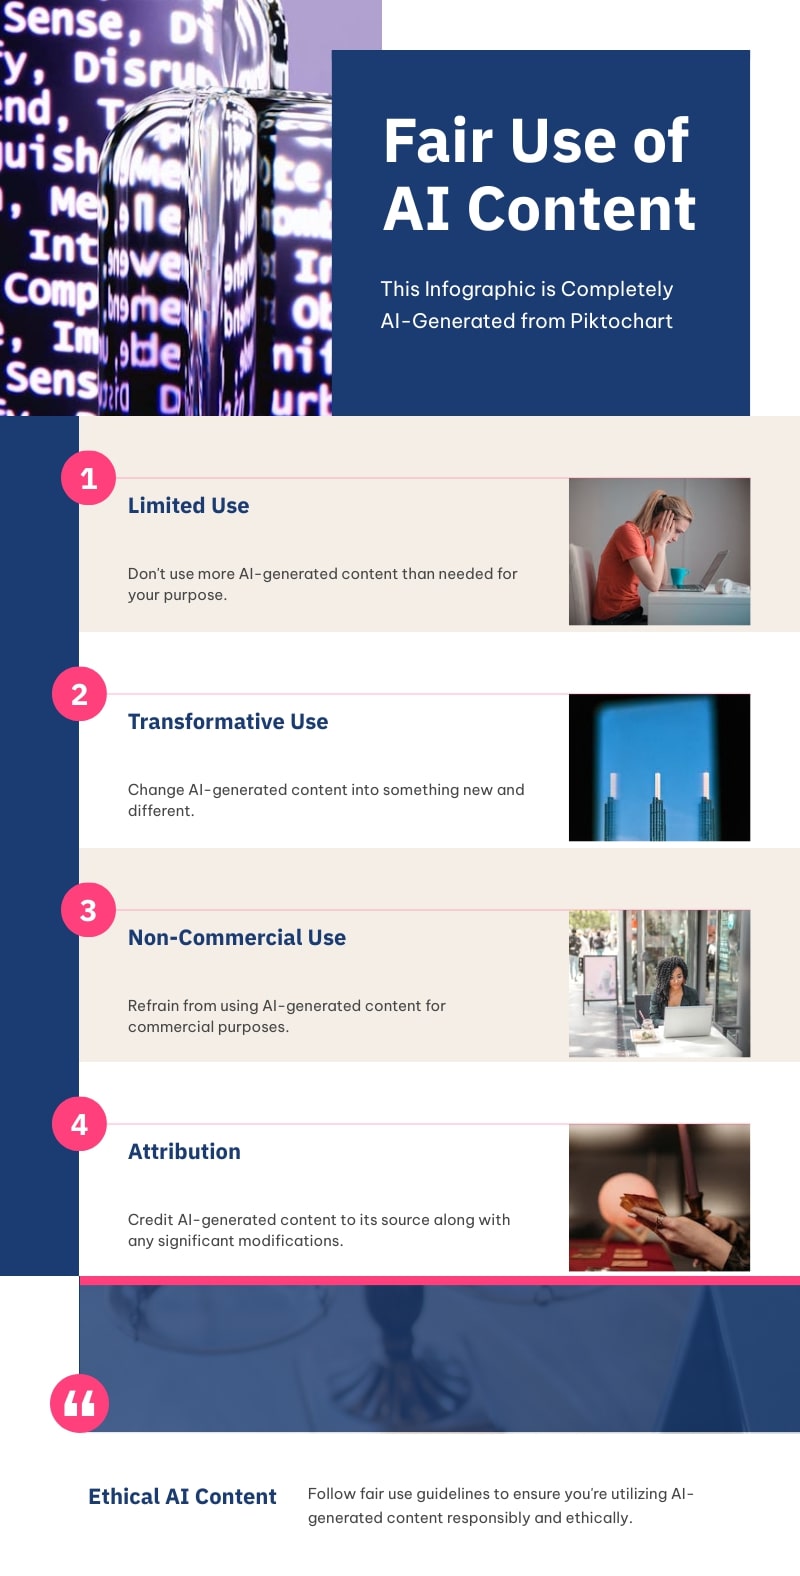 Sense, Di
fy, Disrup
end, T
guish
, Me
Int
Comp
, Im
Sens
Fair Use of
AI Content
This Infographic is Completely
AI-Generated from Piktochart
1
Limited Use
Don't use more AI-generated content than needed for
your purpose.
2
Transformative Use
Change AI-generated content into something new and
different.
3
Non-Commercial Use
Refrain from using AI-generated content for
commercial purposes.
4
Attribution
Credit AI-generated content to its source along with
any significant modifications.
“
Ethical AI Content
Follow fair use guidelines to ensure you're utilizing AI-
generated content responsibly and ethically.